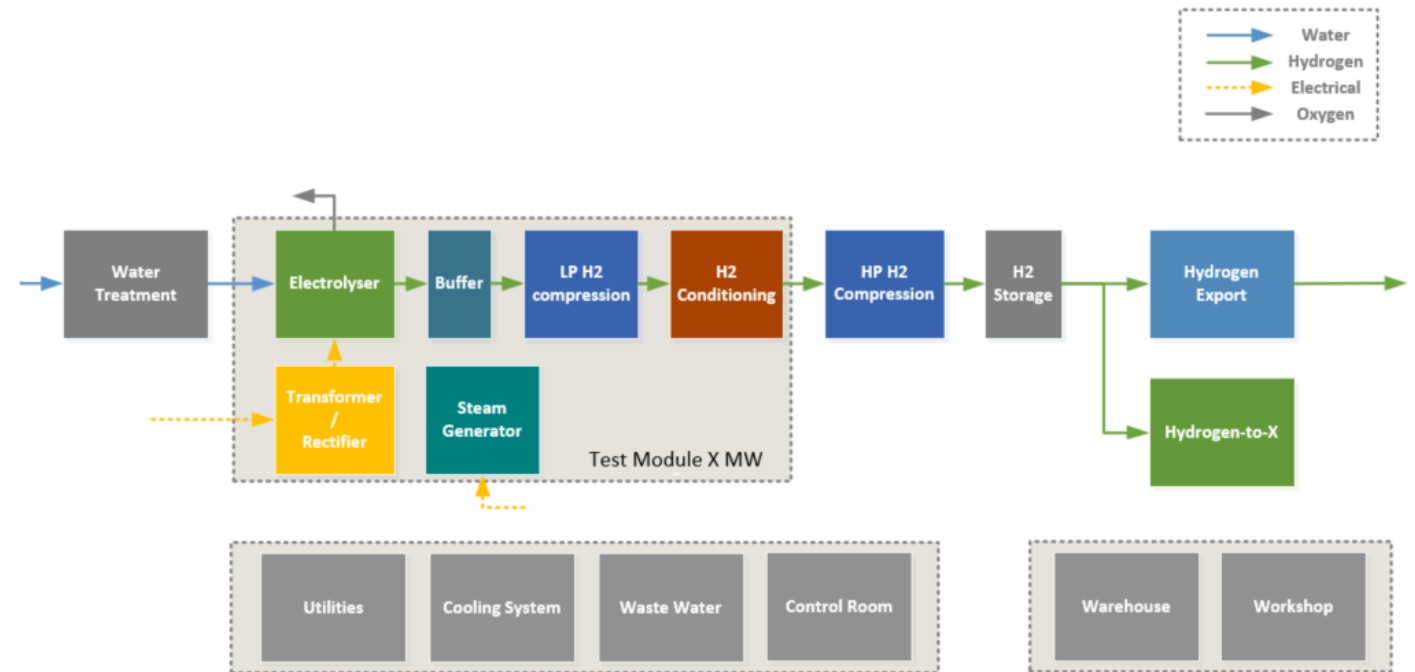 Water
Hydrogen
Electrical
Oxygen
Water
Treatment
Electrolyser
Buffer
LP H2
compression
H2
Conditioning
HP H2
Compression
H2
Storage
Hydrogen
Export
Transformer
/
Rectifier
Steam
Generator
Test Module X MW
Hydrogen-to-X
Utilities
Cooling System
Waste Water
Control Room
Warehouse
Workshop